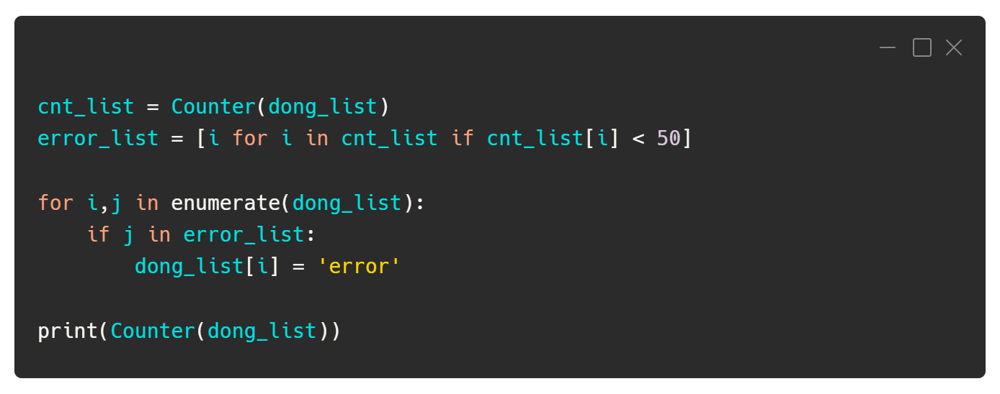 cnt_list = Counter(dong_list)
error_list = [i for i in cnt_list if cnt_list[i] < 50]
for i,j in enumerate(dong_list):
    if j in error_list:
        dong_list[i] = 'error'
print(Counter(dong_list))